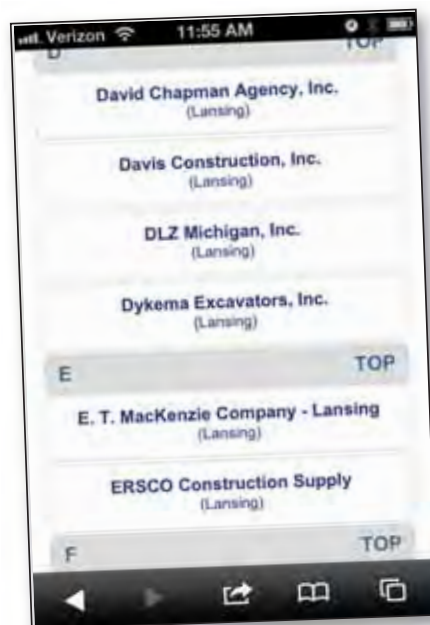 Verizon 11:55 AM
D TOP
David Chapman Agency, Inc.
(Lansing)
Davis Construction, Inc.
(Lansing)
DLZ Michigan, Inc.
(Lansing)
Dykema Excavators, Inc.
(Lansing)
E TOP
E. T. MacKenzie Company - Lansing
(Lansing)
ERSCO Construction Supply
(Lansing)
F TOP